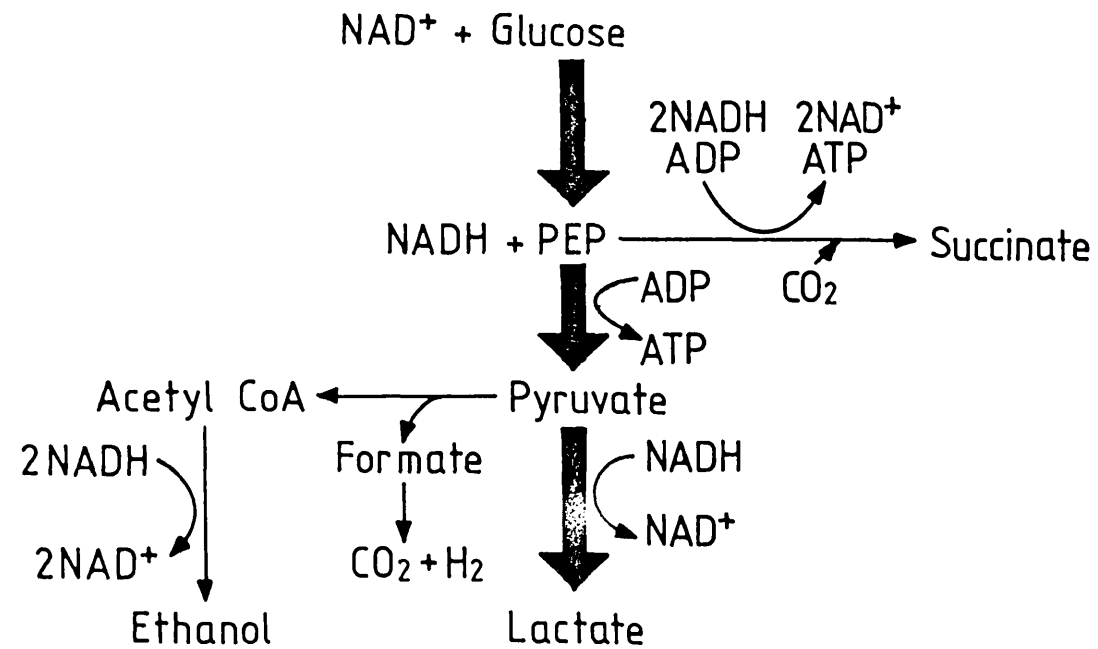 NAD⁺ + Glucose
2NADH 2NAD⁺
ADP ATP
NADH + PEP
Succinate
CO₂
ADP
ATP
Acetyl CoA
Pyruvate
2NADH
Formate
NADH
NAD⁺
2NAD⁺
CO₂ + H₂
Ethanol
Lactate